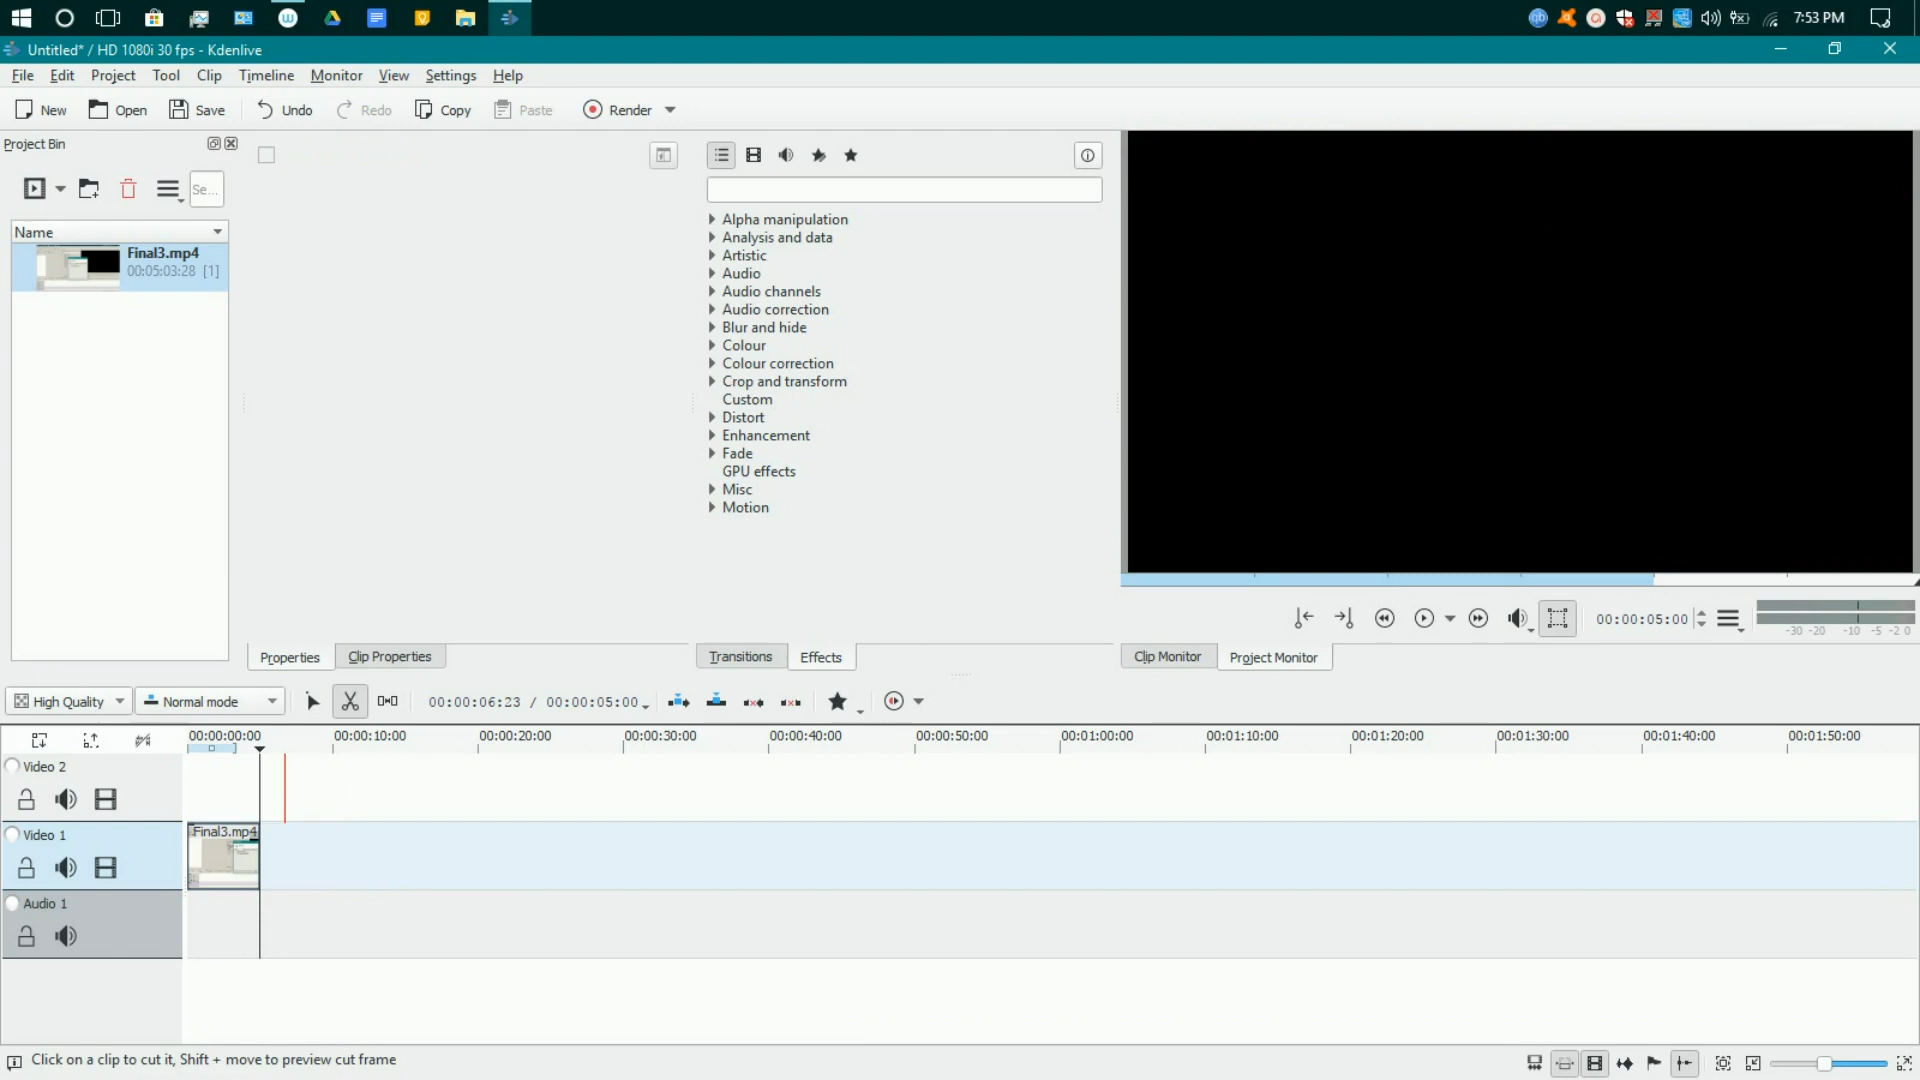 7:53 PM
Untitled* / HD 1080i 30 fps - Kdenlive
File Edit Project Tool Clip Timeline Monitor View Settings Help
New Open Save Undo Redo Copy Paste Render
Project Bin
Se...
Name
Final3.mp4
00:05:03:28 [1]
Alpha manipulation
Analysis and data
Artistic
Audio
Audio channels
Audio correction
Blur and hide
Colour
Colour correction
Crop and transform
Custom
Distort
Enhancement
Fade
GPU effects
Misc
Motion
00:00:05:00
-30 -20 -10 -5 -2 0
Properties Clip Properties Transitions Effects Clip Monitor Project Monitor
High Quality Normal mode 00:00:06:23 / 00:00:05:00
00:00:00:00 00:00:10:00 00:00:20:00 00:00:30:00 00:00:40:00 00:00:50:00 00:01:00:00 00:01:10:00 00:01:20:00 00:01:30:00 00:01:40:00 00:01:50:00
Video 2
Video 1
Final3.mp4
Audio 1
Click on a clip to cut it, Shift + move to preview cut frame